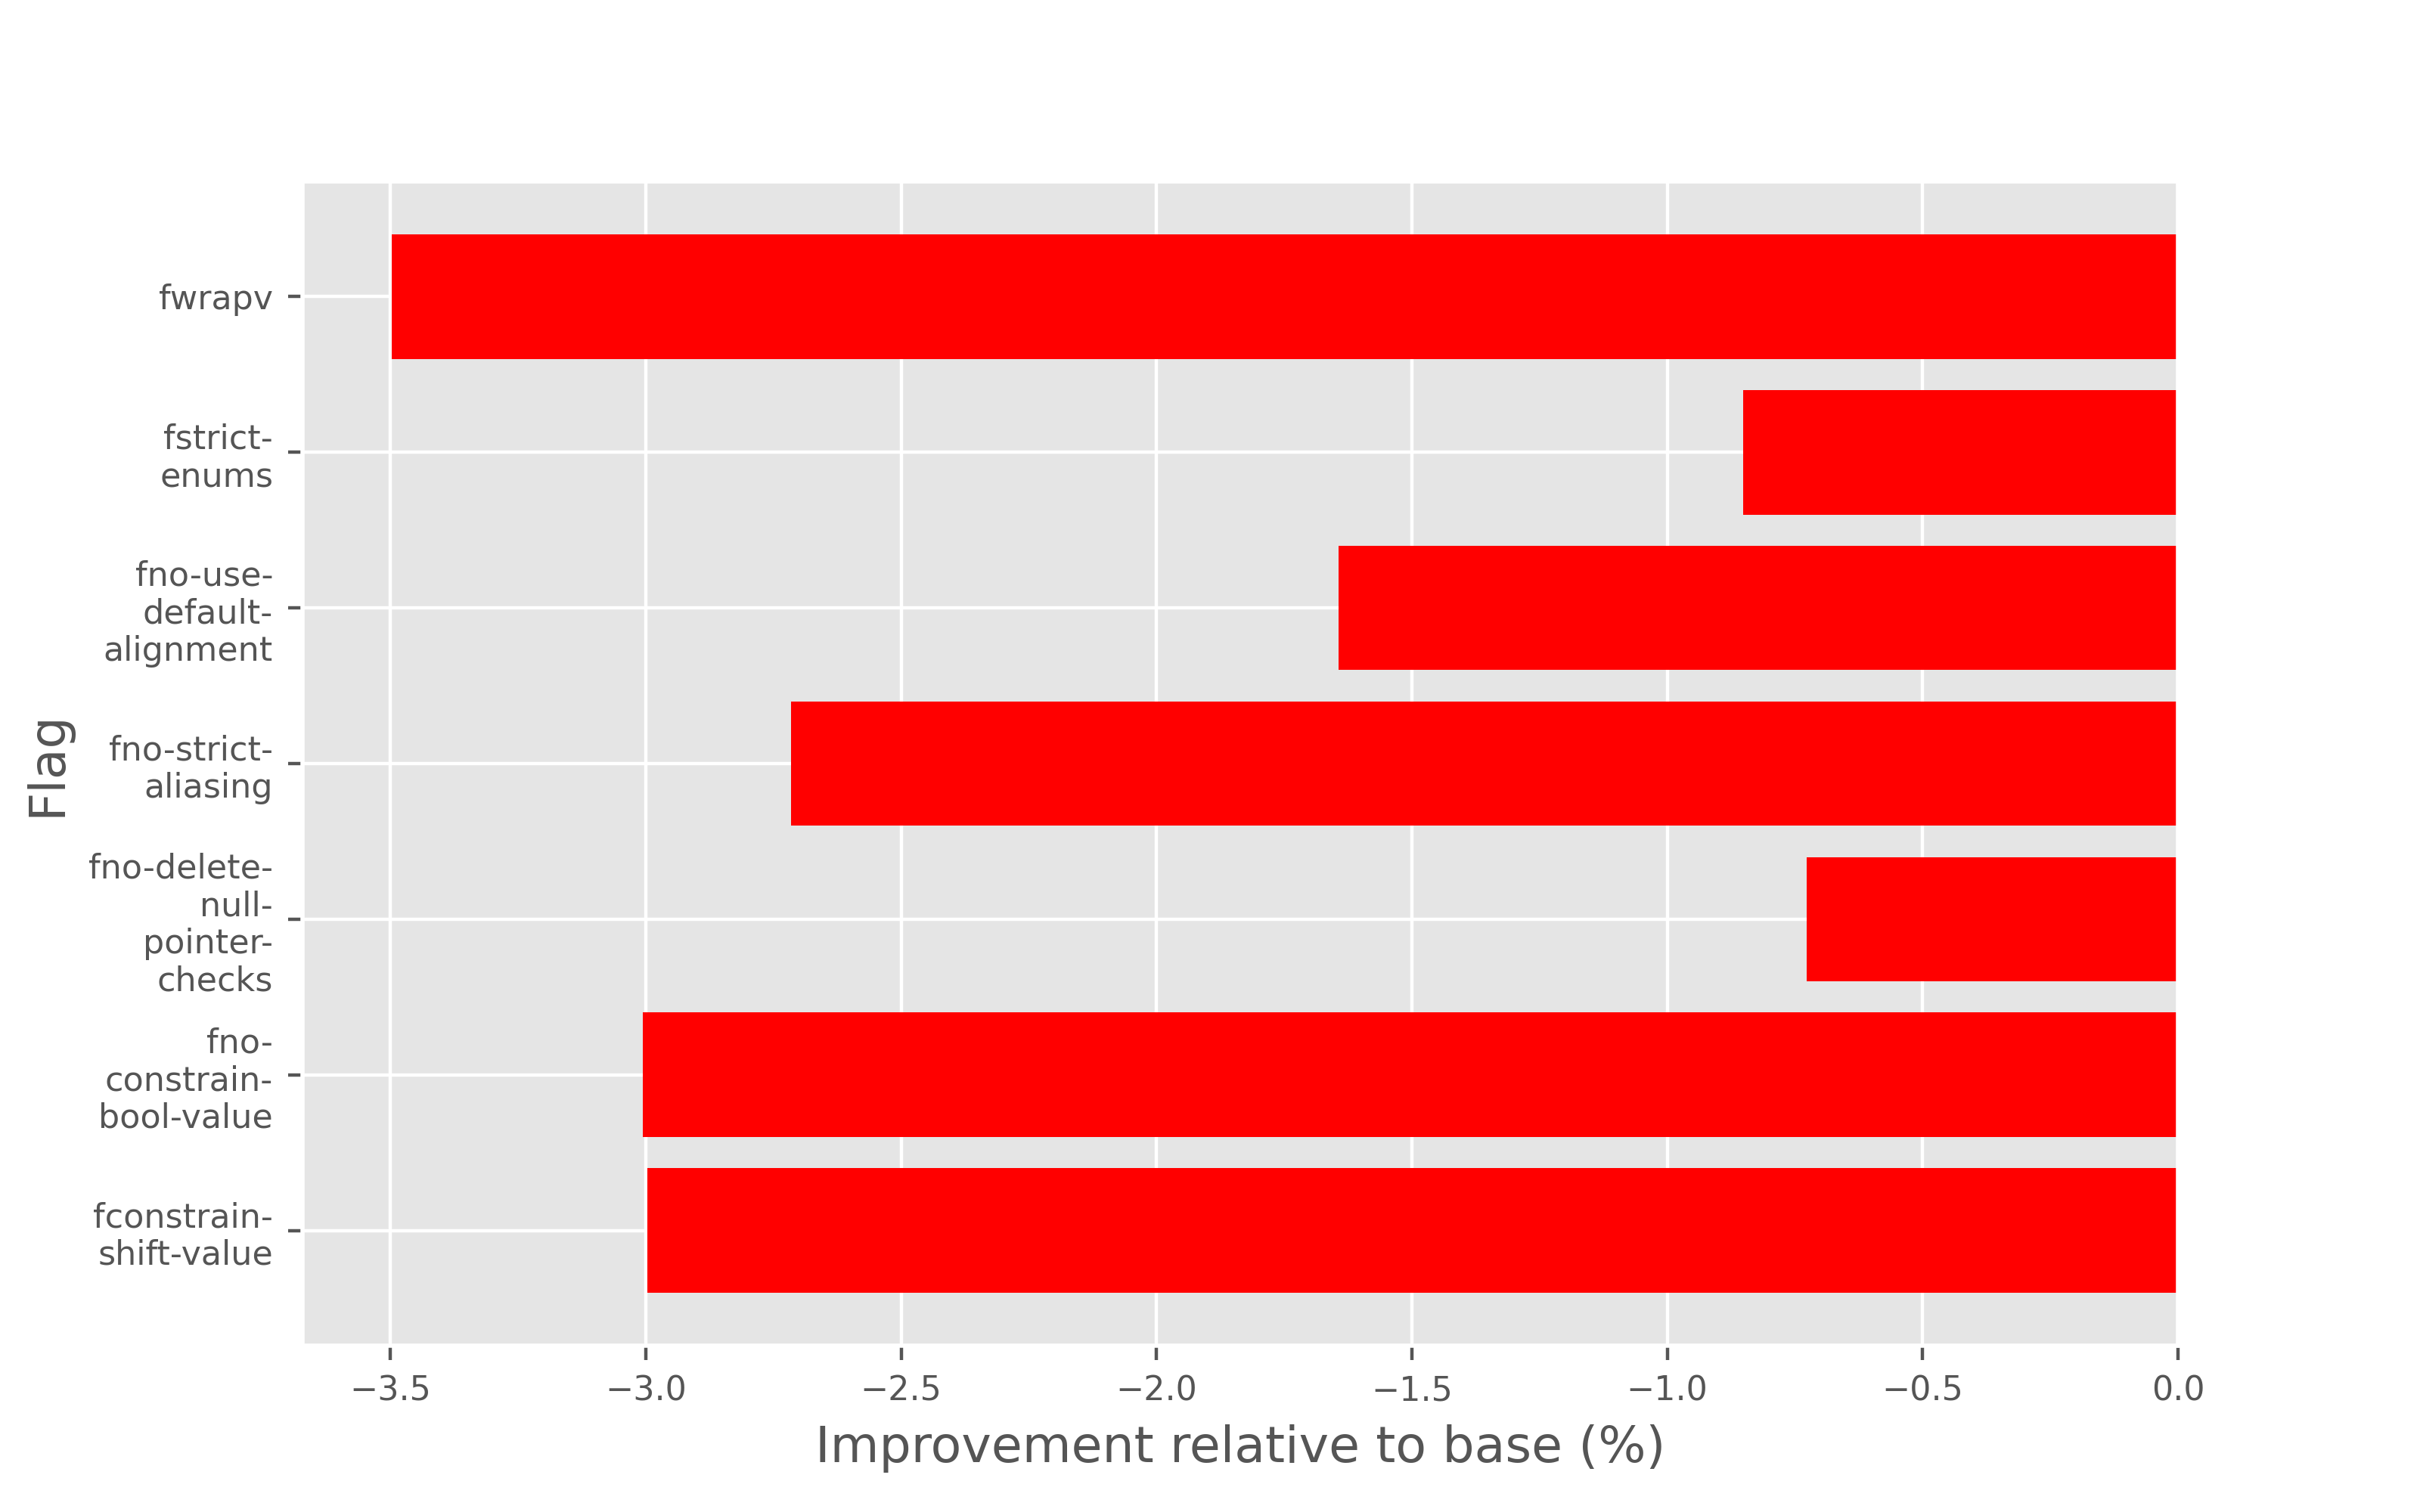 fwrapv
fstrict-
enums
fno-use-
default-
alignment
fno-strict-
aliasing
fno-delete-
null-
pointer-
checks
fno-
constrain-
bool-value
fconstrain-
shift-value
Flag
−3.5 −3.0 −2.5 −2.0 −1.5 −1.0 −0.5 0.0
Improvement relative to base (%)